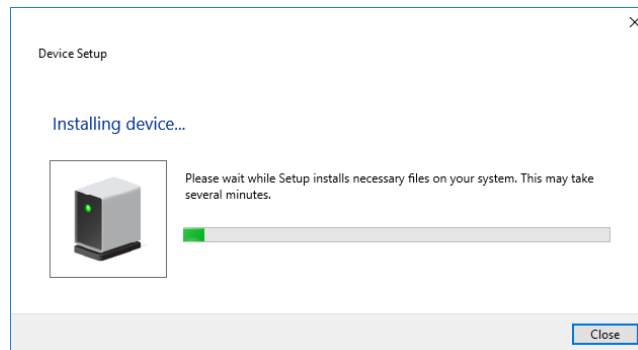 Device Setup
Installing device...
Please wait while Setup installs necessary files on your system. This may take
several minutes.
Close